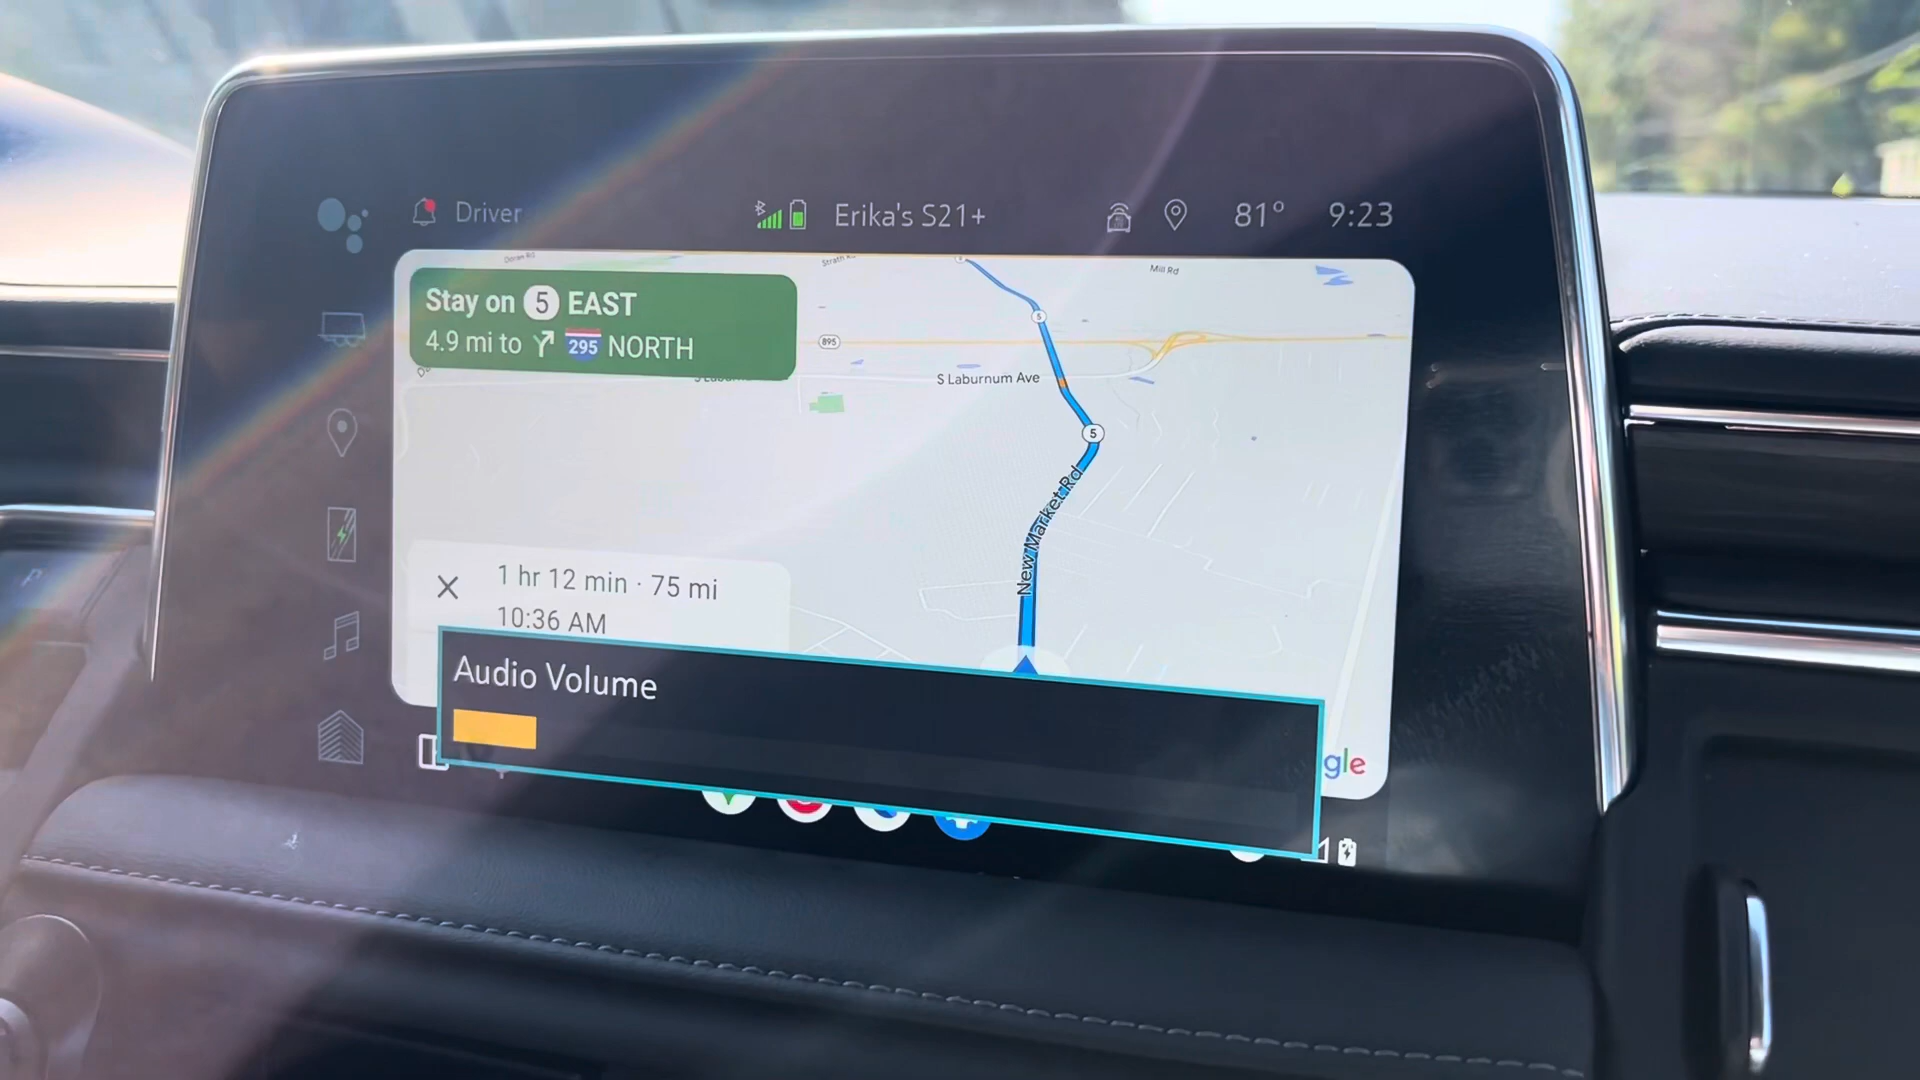 Driver
Erika's S21+
81° 9:23
Stay on 5 EAST
4.9 mi to 295 NORTH
Mill Rd
5
895
S Laburnum Ave
5
New Market Rd
1 hr 12 min · 75 mi
10:36 AM
Audio Volume
gle